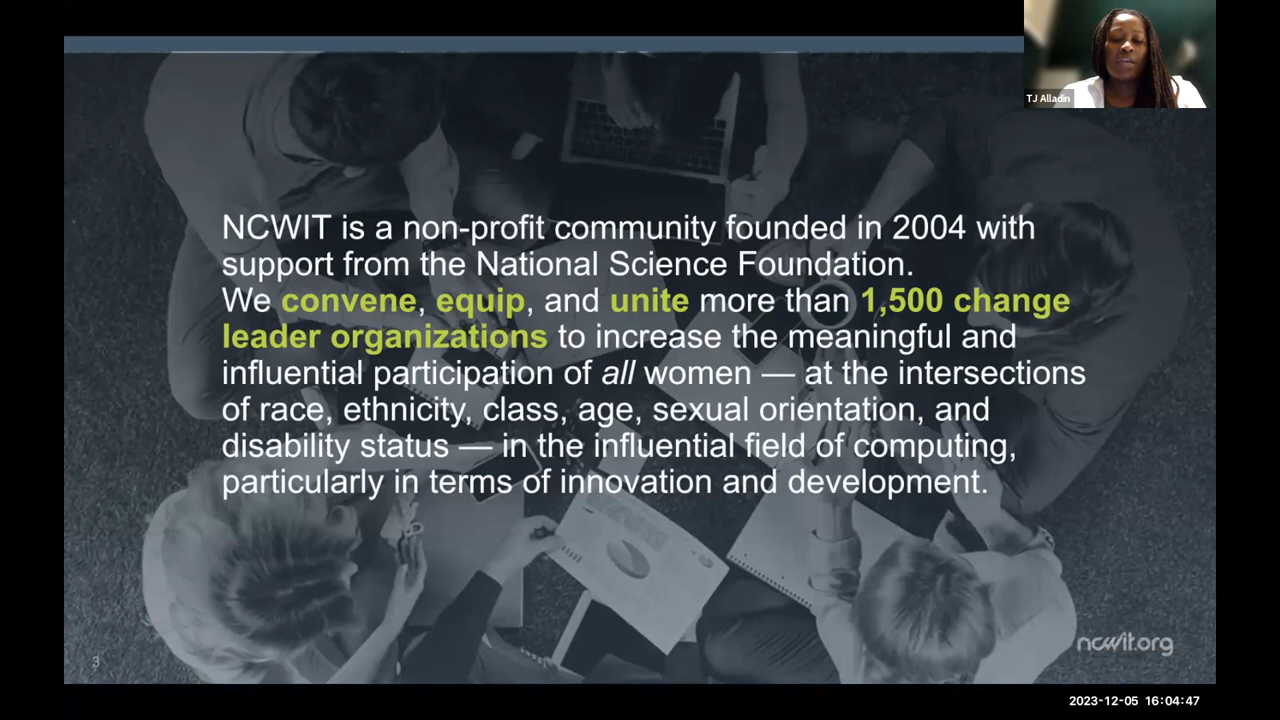 TJ Alladin
NCWIT is a non-profit community founded in 2004 with
support from the National Science Foundation.
We convene, equip, and unite more than 1,500 change
leader organizations to increase the meaningful and
influential participation of all women — at the intersections
of race, ethnicity, class, age, sexual orientation, and
disability status — in the influential field of computing,
particularly in terms of innovation and development.
ncwit.org
3
2023-12-05 16:04:47